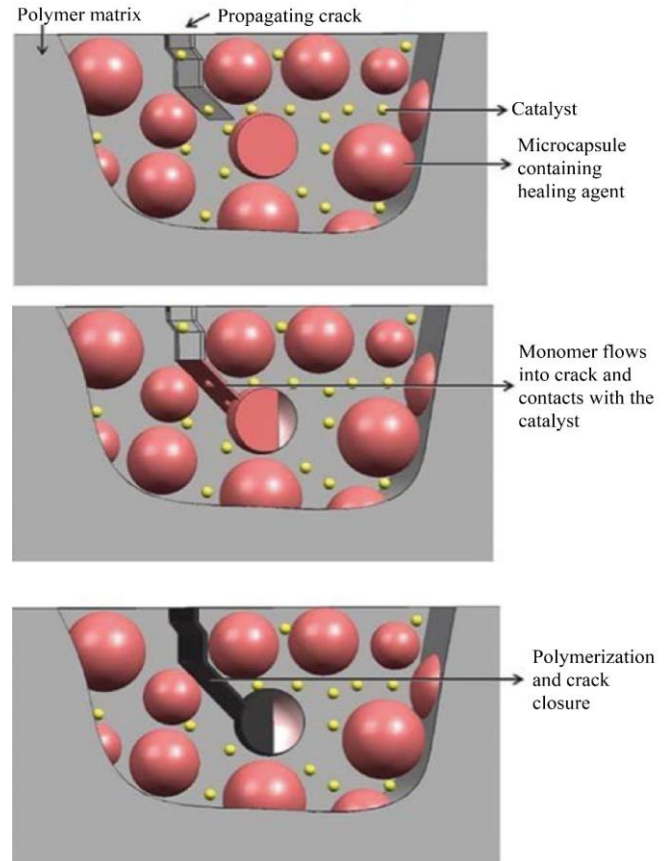 Polymer matrix
Propagating crack
Catalyst
Microcapsule
containing
healing agent
Monomer flows
into crack and
contacts with the
catalyst
Polymerization
and crack
closure